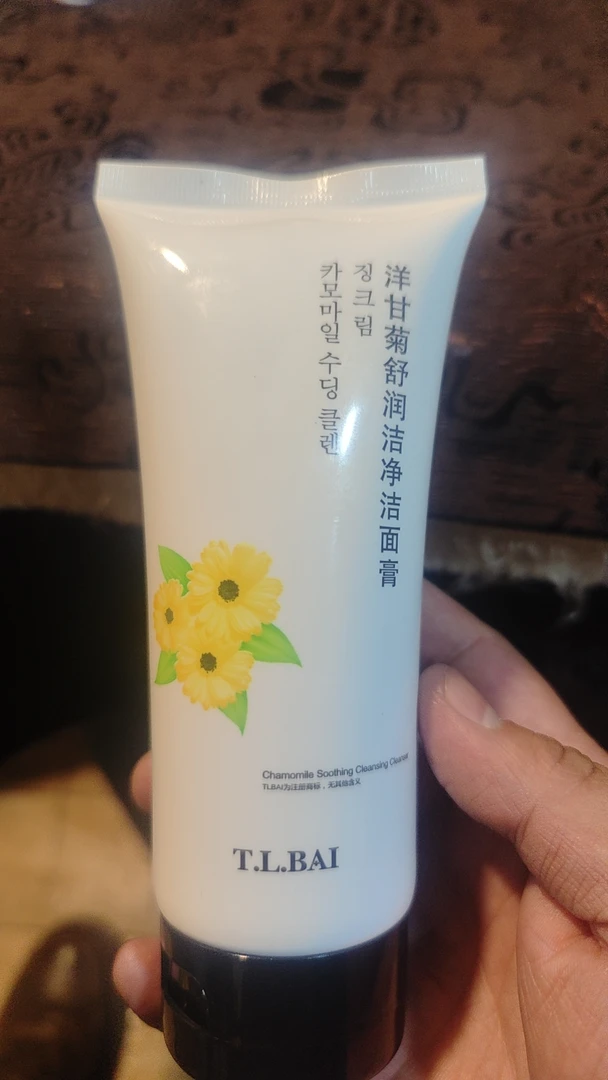 洋甘菊舒润洁净洁面膏
카모마일 수딩 클렌
징크림
Chamomile Soothing Cleansing Cleanser
TLBAI为注册商标，无其他含义
T.L.BAI